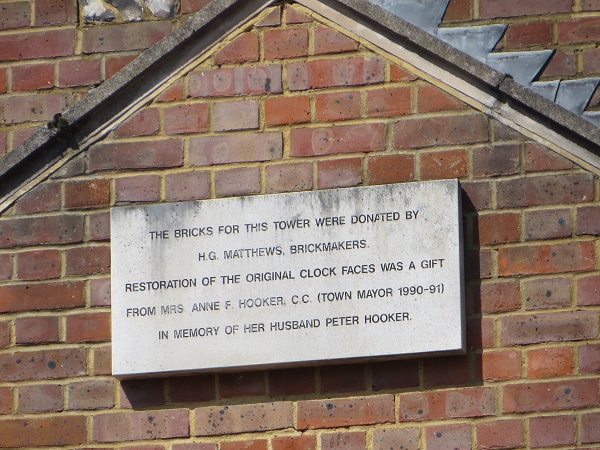 THE BRICKS FOR THIS TOWER WERE DONATED BY
H.G. MATTHEWS, BRICKMAKERS.
RESTORATION OF THE ORIGINAL CLOCK FACES WAS A GIFT
FROM MRS. ANNE F. HOOKER, C.C. (TOWN MAYOR 1990-91)
IN MEMORY OF HER HUSBAND PETER HOOKER.